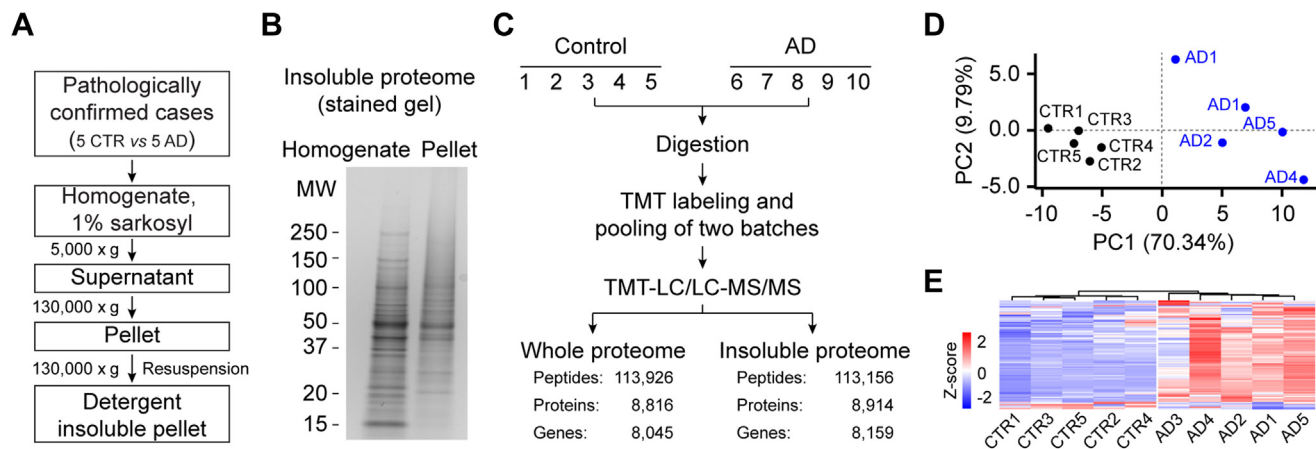 A
Pathologically
confirmed cases
(5 CTR vs 5 AD)
Homogenate,
1% sarkosyl
5,000 x g
Supernatant
130,000 x g
Pellet
130,000 x g Resuspension
Detergent
insoluble pellet
B
Insoluble proteome
(stained gel)
Homogenate Pellet
MW
250
150
100
50
37
20
15
C
Control AD
1 2 3 4 5 6 7 8 9 10
Digestion
TMT labeling and
pooling of two batches
TMT-LC/LC-MS/MS
Whole proteome
Peptides: 113,926
Proteins: 8,816
Genes: 8,045
Insoluble proteome
Peptides: 113,156
Proteins: 8,914
Genes: 8,159
D
PC2 (9.79%)
5.0
0.0
-5.0
AD1
CTR1
CTR3
AD1
AD5
CTR5
CTR4
CTR2
AD2
AD4
-10 -5 0 5 10
PC1 (70.34%)
E
Z-score
2
0
-2
CTR1 CTR3 CTR5 CTR2 CTR4 AD3 AD4 AD2 AD1 AD5